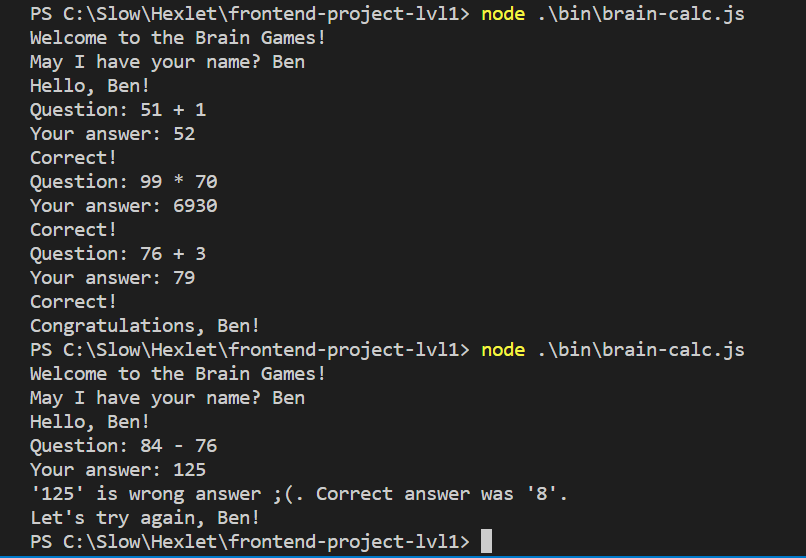 PS C:\Slow\Hexlet\frontend-project-lvl1> node .\bin\brain-calc.js
Welcome to the Brain Games!
May I have your name? Ben
Hello, Ben!
Question: 51 + 1
Your answer: 52
Correct!
Question: 99 * 70
Your answer: 6930
Correct!
Question: 76 + 3
Your answer: 79
Correct!
Congratulations, Ben!
PS C:\Slow\Hexlet\frontend-project-lvl1> node .\bin\brain-calc.js
Welcome to the Brain Games!
May I have your name? Ben
Hello, Ben!
Question: 84 - 76
Your answer: 125
'125' is wrong answer ;(. Correct answer was '8'.
Let's try again, Ben!
PS C:\Slow\Hexlet\frontend-project-lvl1>